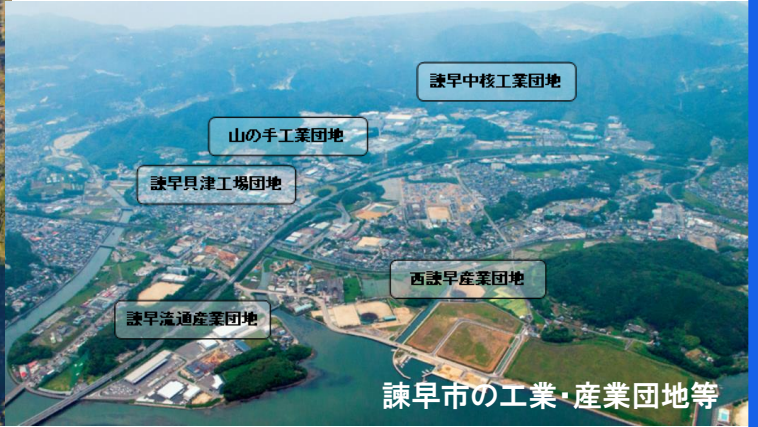 諫早中核工業団地
山の手工業団地
諫早貝津工場団地
西諫早産業団地
諫早流通産業団地
諫早市の工業・産業団地等